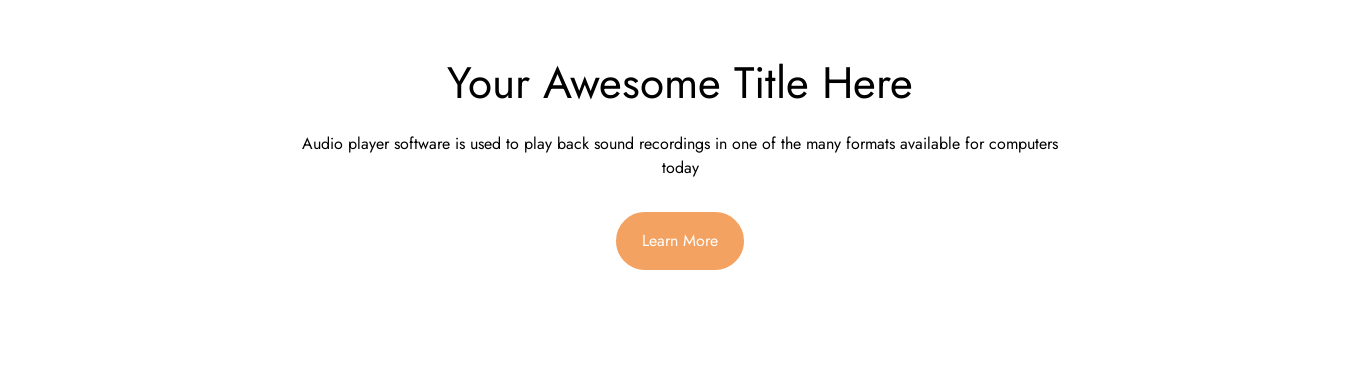 Your Awesome Title Here
Audio player software is used to play back sound recordings in one of the many formats available for computers
today
Learn More